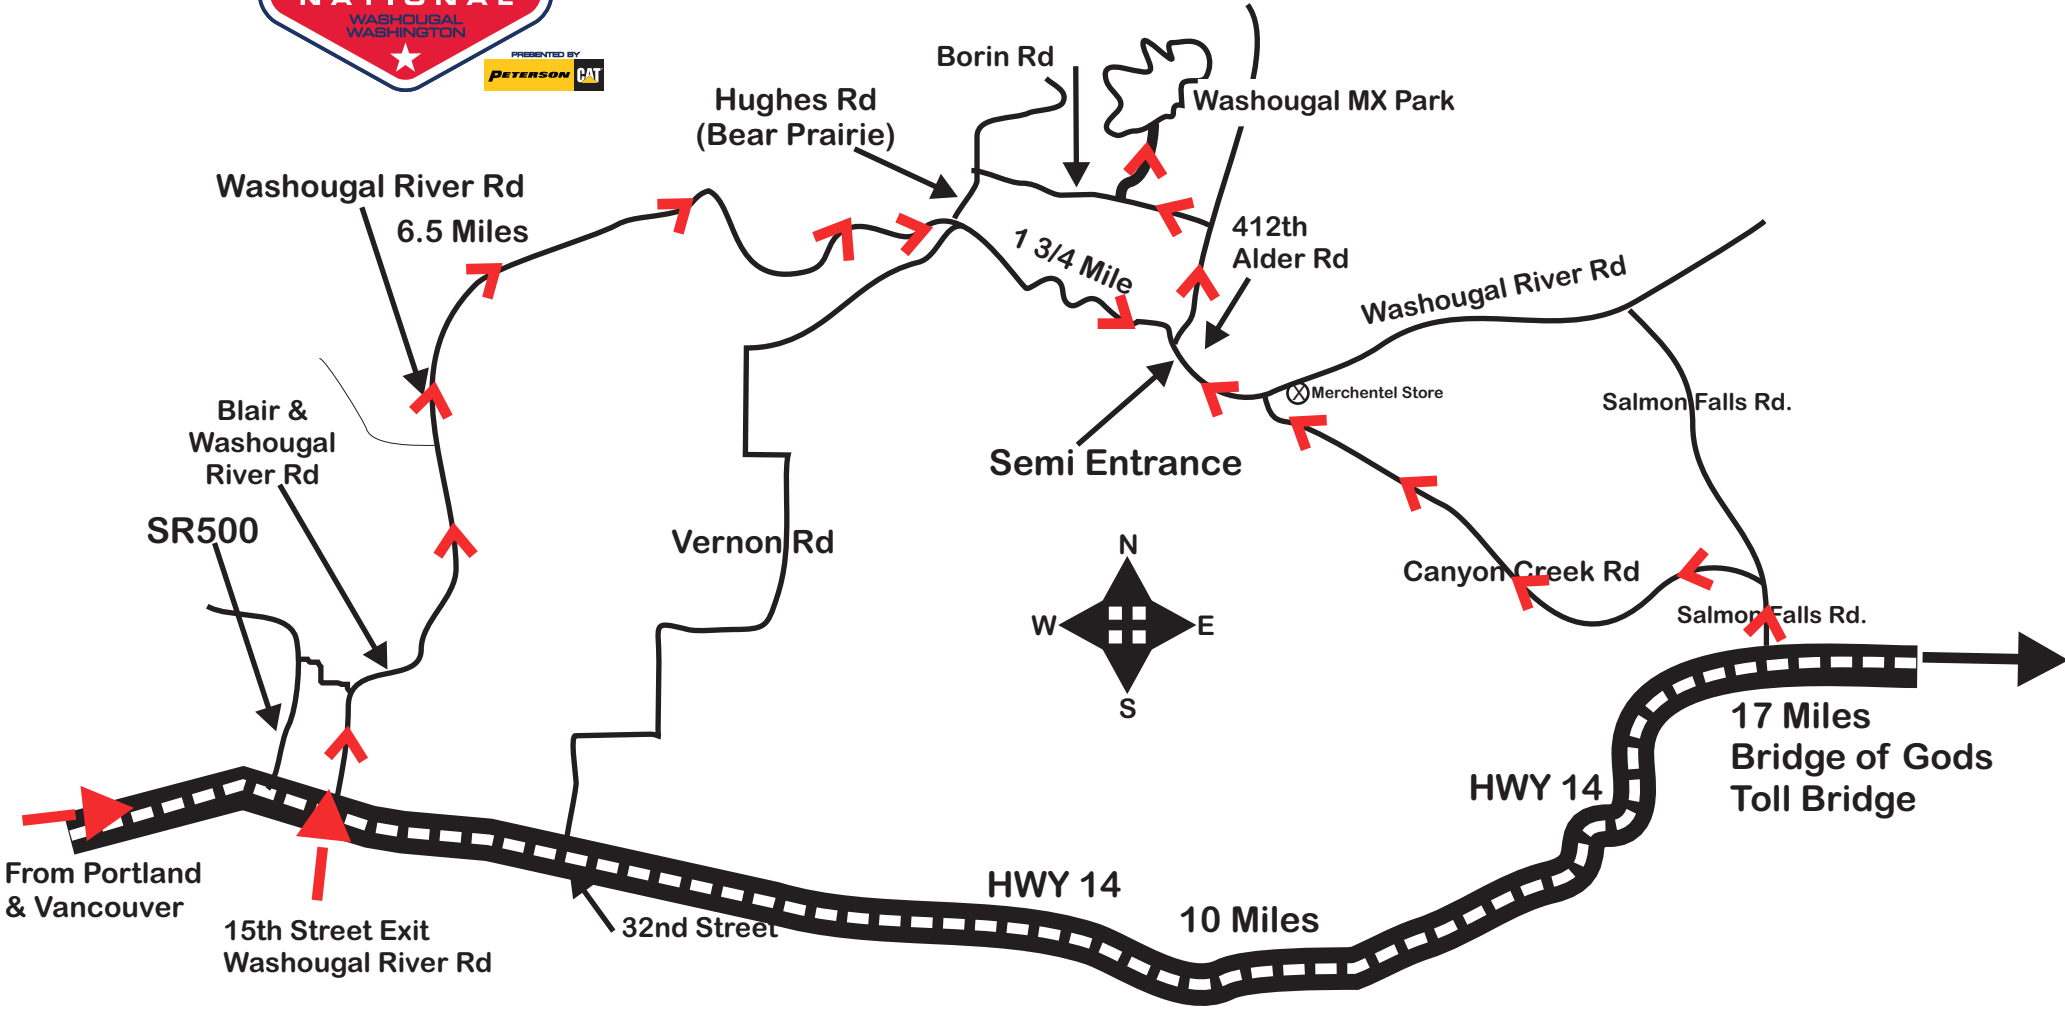 NATIONAL
WASHOUGAL
WASHINGTON
PRESENTED BY
PETERSON CAT
Borin Rd
Hughes Rd
(Bear Prairie)
Washougal MX Park
Washougal River Rd
6.5 Miles
1 3/4 Mile
412th
Alder Rd
Washougal River Rd
Merchentel Store
Salmon Falls Rd.
Blair &
Washougal
River Rd
Semi Entrance
SR500
Vernon Rd
Canyon Creek Rd
Salmon Falls Rd.
N
W
E
S
17 Miles
Bridge of Gods
Toll Bridge
HWY 14
From Portland
& Vancouver
HWY 14
10 Miles
15th Street Exit
Washougal River Rd
32nd Street